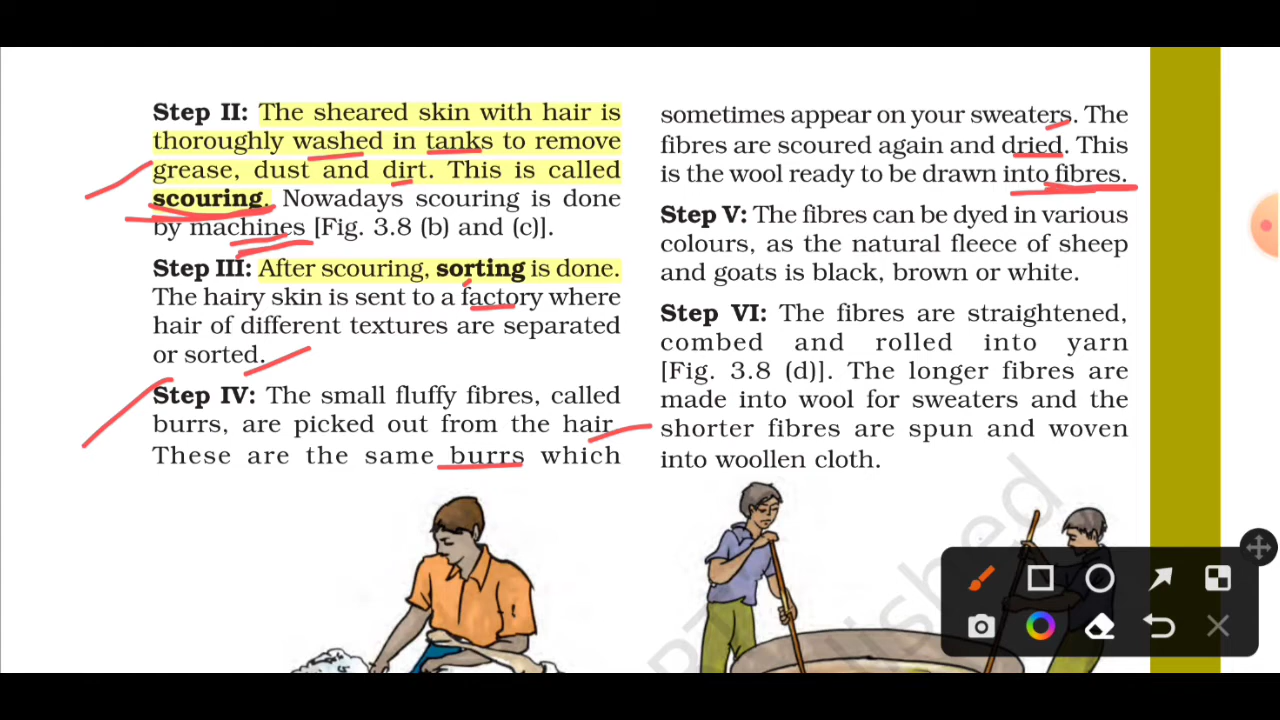 Step II: The sheared skin with hair is
thoroughly washed in tanks to remove
grease, dust and dirt. This is called
scouring. Nowadays scouring is done
by machines [Fig. 3.8 (b) and (c)].
Step III: After scouring, sorting is done.
The hairy skin is sent to a factory where
hair of different textures are separated
or sorted.
Step IV: The small fluffy fibres, called
burrs, are picked out from the hair
These are the same burrs which
sometimes appear on your sweaters. The
fibres are scoured again and dried. This
is the wool ready to be drawn into fibres.
Step V: The fibres can be dyed in various
colours, as the natural fleece of sheep
and goats is black, brown or white.
Step VI: The fibres are straightened,
combed and rolled into yarn
[Fig. 3.8 (d)]. The longer fibres are
made into wool for sweaters and the
shorter fibres are spun and woven
into woollen cloth.